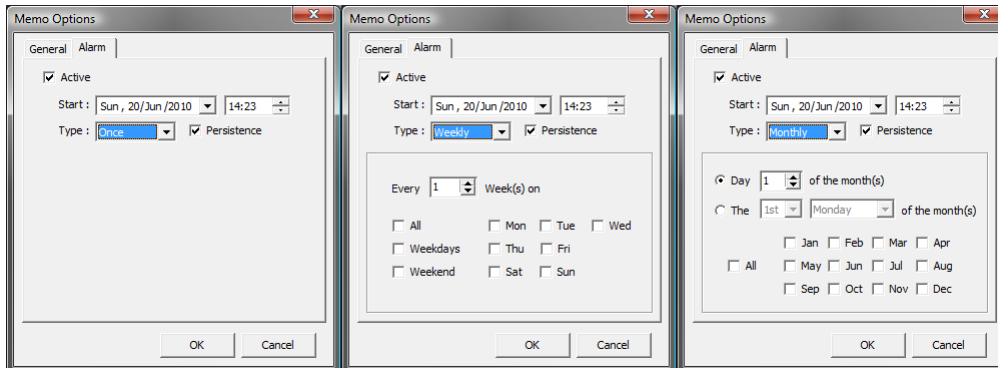 Memo Options
General Alarm
Active
Start : Sun , 20/Jun /2010 14:23
Type : Once Persistence
OK Cancel
Memo Options
General Alarm
Active
Start : Sun , 20/Jun /2010 14:23
Type : Weekly Persistence
Every 1 Week(s) on
All Mon Tue Wed
Weekdays Thu Fri
Weekend Sat Sun
OK Cancel
Memo Options
General Alarm
Active
Start : Sun , 20/Jun /2010 14:23
Type : Monthly Persistence
Day 1 of the month(s)
The 1st Monday of the month(s)
Jan Feb Mar Apr
All May Jun Jul Aug
Sep Oct Nov Dec
OK Cancel